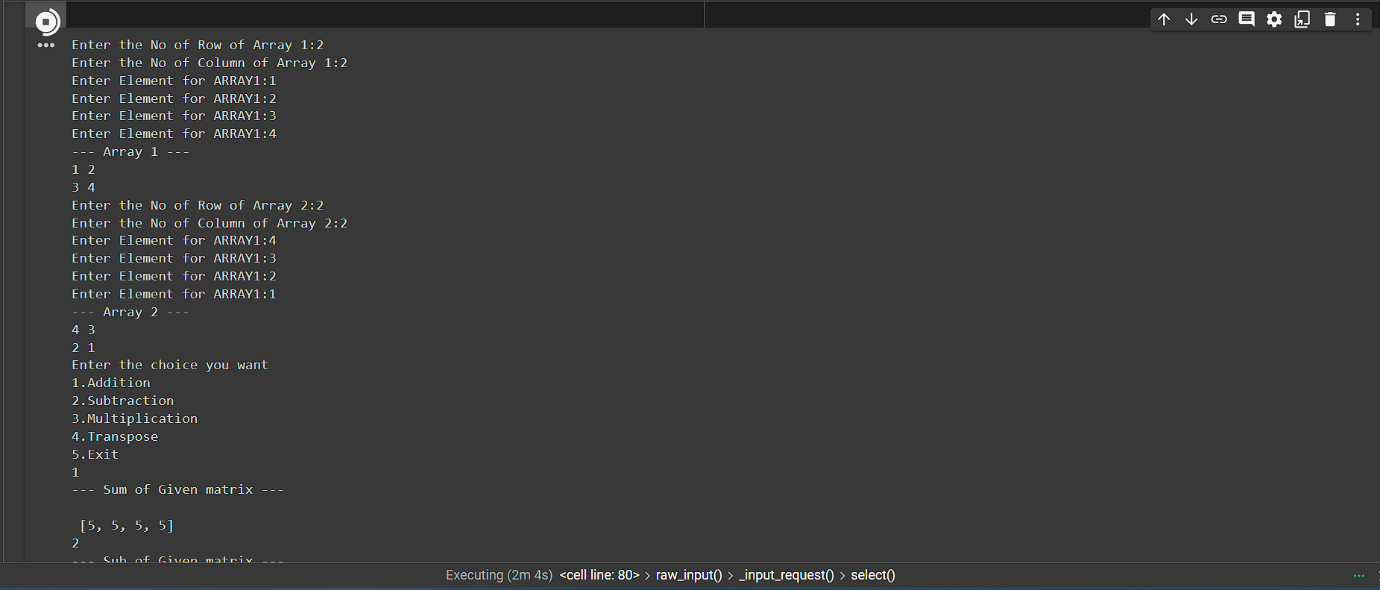 Enter the No of Row of Array 1:2
Enter the No of Column of Array 1:2
Enter Element for ARRAY1:1
Enter Element for ARRAY1:2
Enter Element for ARRAY1:3
Enter Element for ARRAY1:4
--- Array 1 ---
1 2
3 4
Enter the No of Row of Array 2:2
Enter the No of Column of Array 2:2
Enter Element for ARRAY1:4
Enter Element for ARRAY1:3
Enter Element for ARRAY1:2
Enter Element for ARRAY1:1
--- Array 2 ---
4 3
2 1
Enter the choice you want
1.Addition
2.Subtraction
3.Multiplication
4.Transpose
5.Exit
1
--- Sum of Given matrix ---
[5, 5, 5, 5]
2
--- Sub of Given matrix ---
Executing (2m 4s) <cell line: 80> > raw_input() > _input_request() > select()